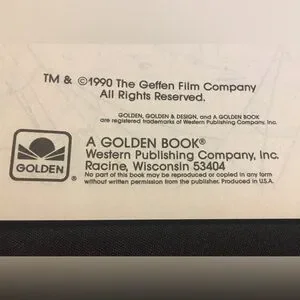 TM & ©1990 The Geffen Film Company
All Rights Reserved.
GOLDEN, GOLDEN & DESIGN, and A GOLDEN BOOK
are registered trademarks of Western Publishing Company, Inc.
GOLDEN
®
A GOLDEN BOOK®
Western Publishing Company, Inc.
Racine, Wisconsin 53404
No part of this book may be reproduced or copied in any form
without written permission from the publisher. Produced in U.S.A.